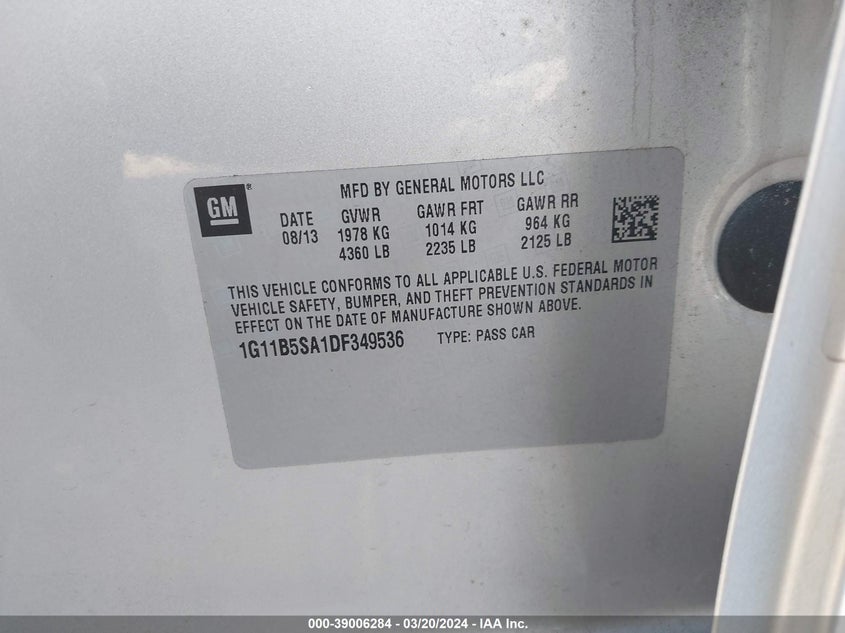 GM®
MFD BY GENERAL MOTORS LLC
DATE GVWR GAWR FRT GAWR RR
08/13 1978 KG 1014 KG 964 KG
4360 LB 2235 LB 2125 LB
THIS VEHICLE CONFORMS TO ALL APPLICABLE U.S. FEDERAL MOTOR
VEHICLE SAFETY, BUMPER, AND THEFT PREVENTION STANDARDS IN
EFFECT ON THE DATE OF MANUFACTURE SHOWN ABOVE.
1G11B5SA1DF349536 TYPE: PASS CAR
000-39006284 - 03/20/2024 - IAA Inc.